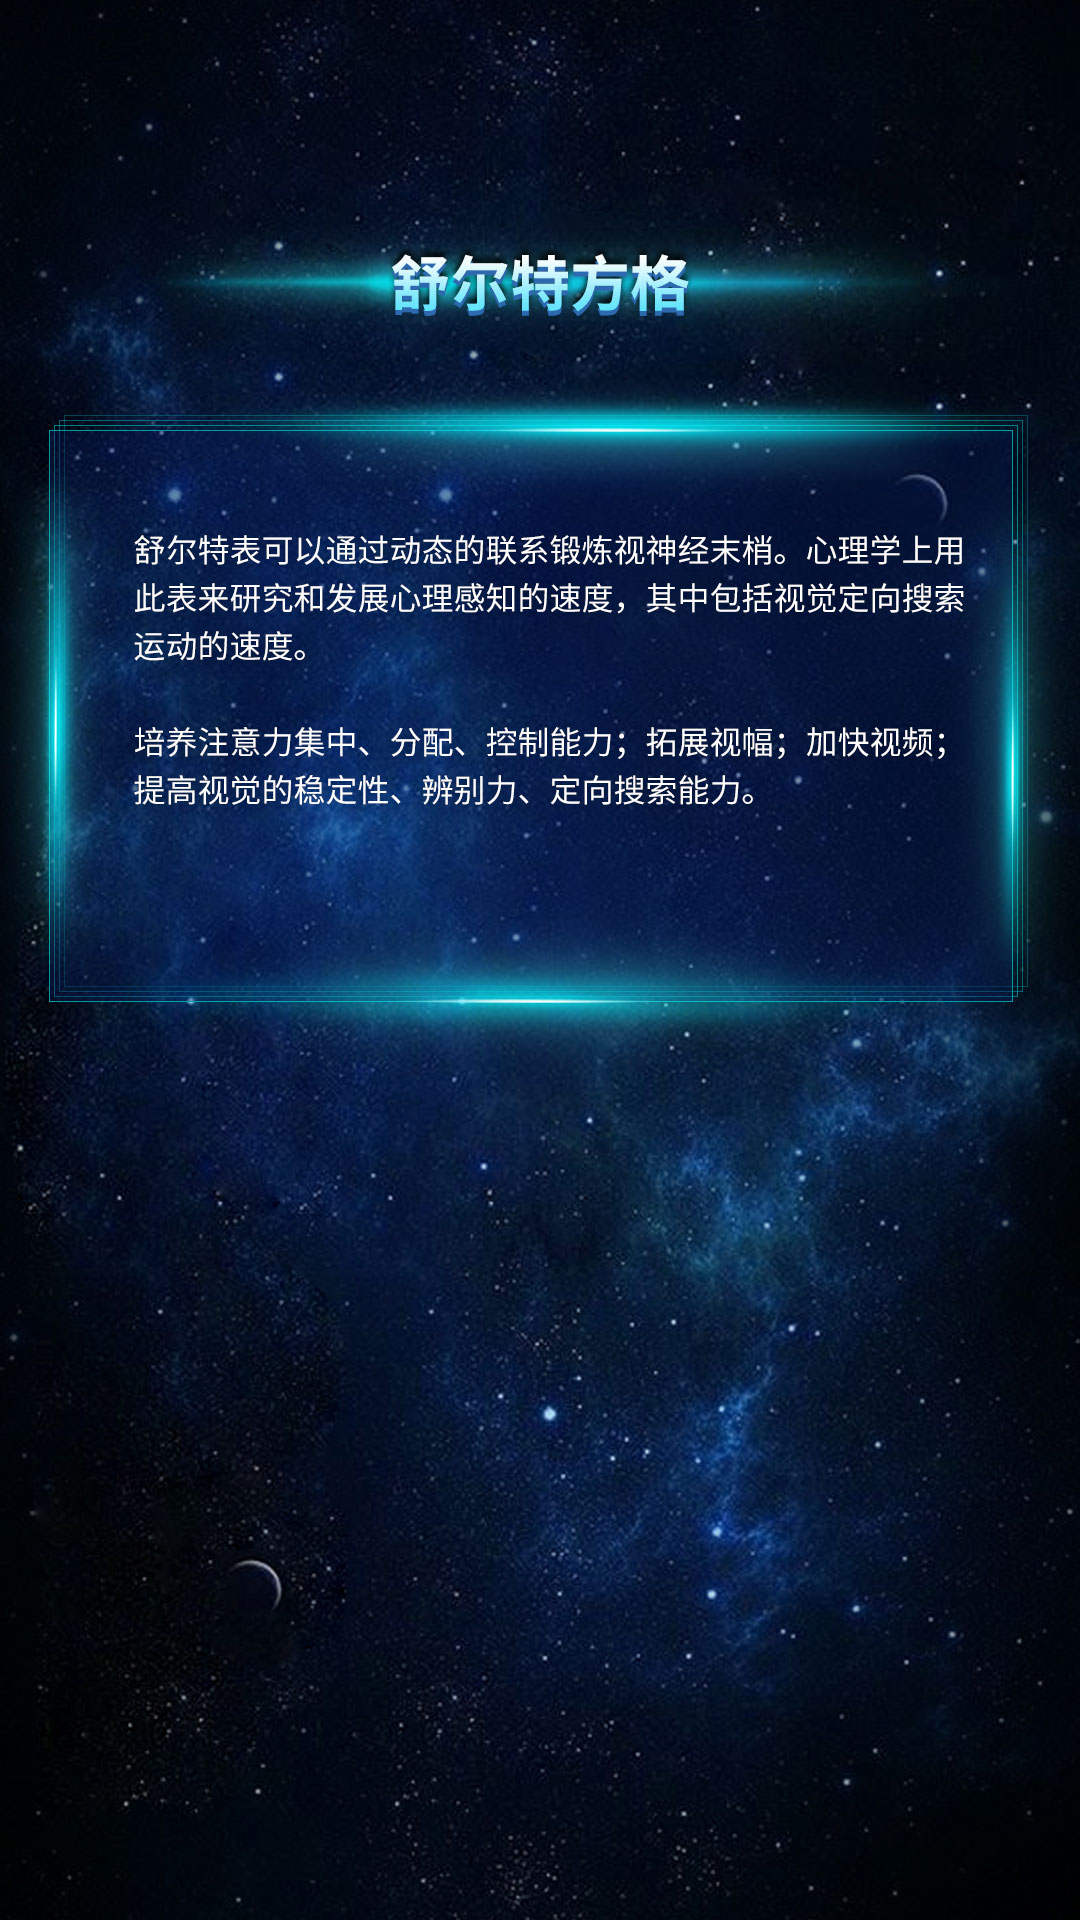 舒尔特方格
舒尔特表可以通过动态的联系锻炼视神经末梢。心理学上用
此表来研究和发展心理感知的速度，其中包括视觉定向搜索
运动的速度。
培养注意力集中、分配、控制能力；拓展视幅；加快视频；
提高视觉的稳定性、辨别力、定向搜索能力。